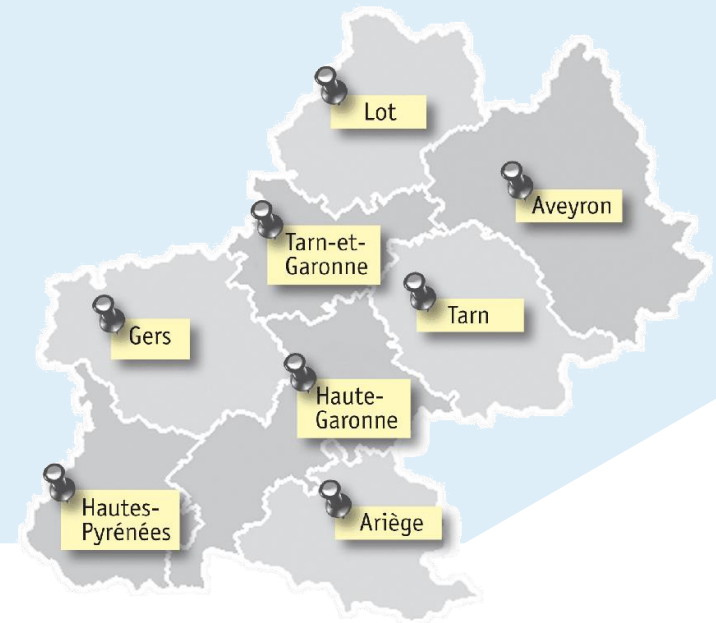 Lot
Aveyron
Tarn-et-
Garonne
Tarn
Gers
Haute-
Garonne
Hautes-
Pyrénées
Ariège